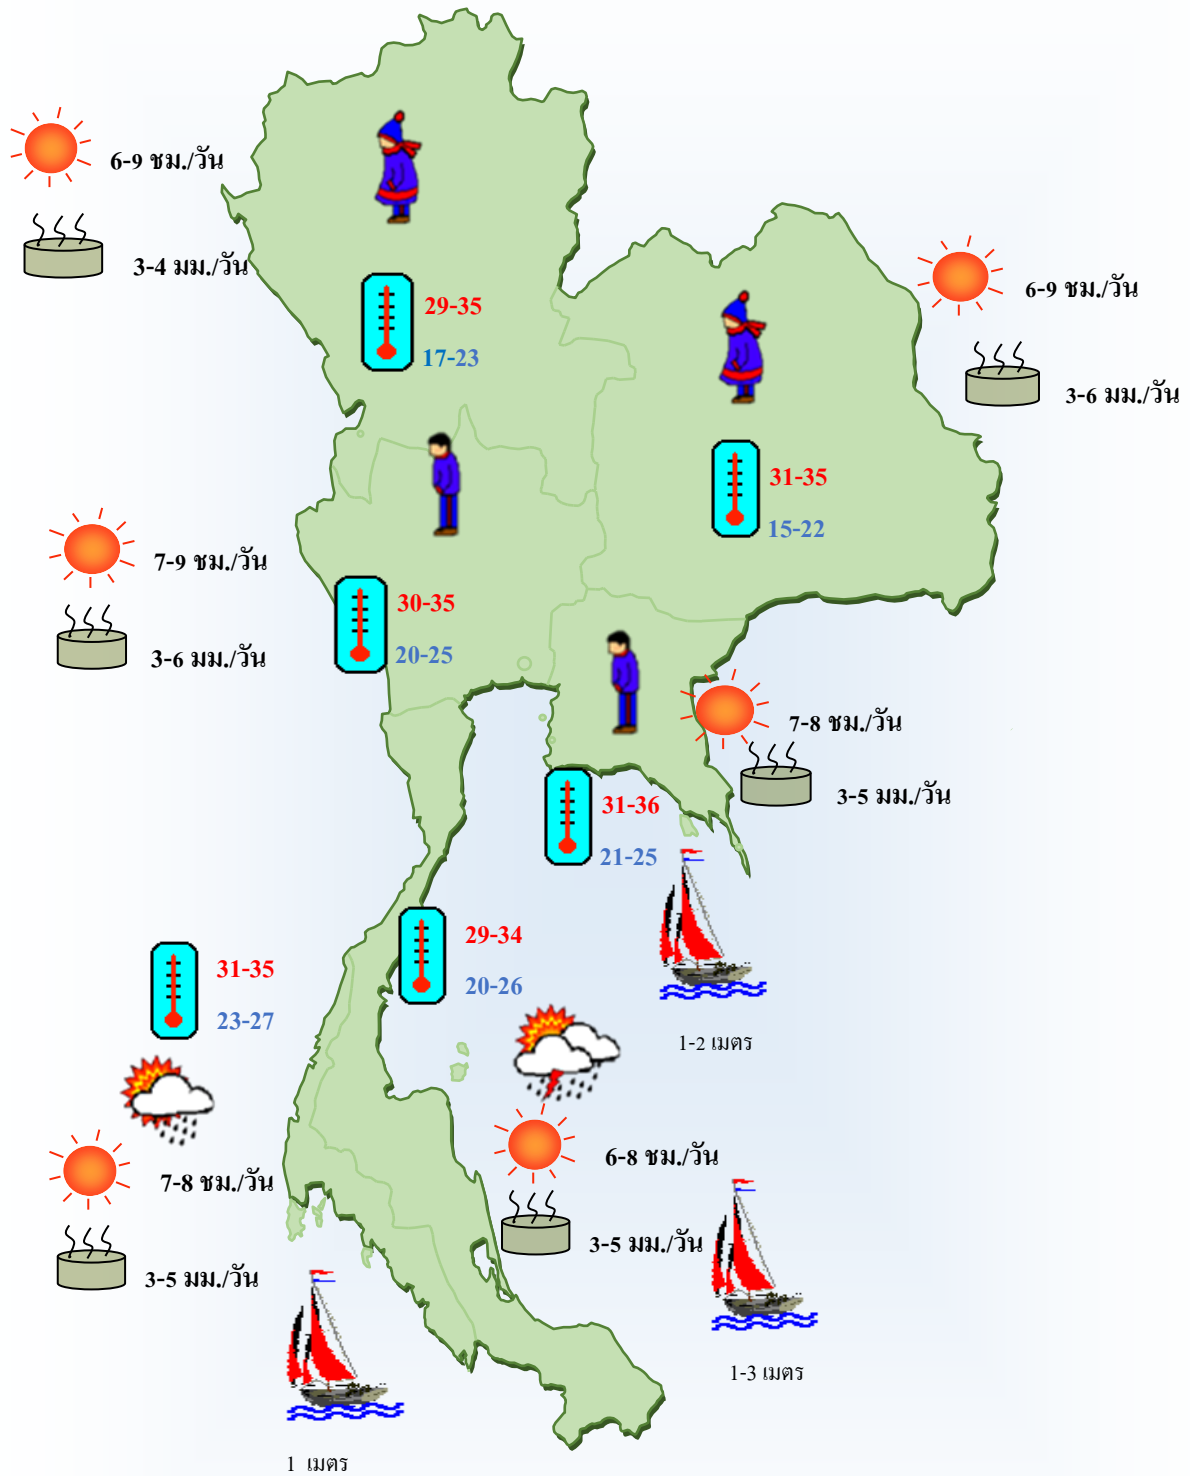 6-9 ชม./วัน
3-4 มม./วัน
29-35
17-23
6-9 ชม./วัน
3-6 มม./วัน
31-35
15-22
7-9 ชม./วัน
3-6 มม./วัน
30-35
20-25
7-8 ชม./วัน
3-5 มม./วัน
31-36
21-25
1-2 เมตร
29-34
20-26
31-35
23-27
7-8 ชม./วัน
3-5 มม./วัน
6-8 ชม./วัน
3-5 มม./วัน
1-3 เมตร
1 เมตร